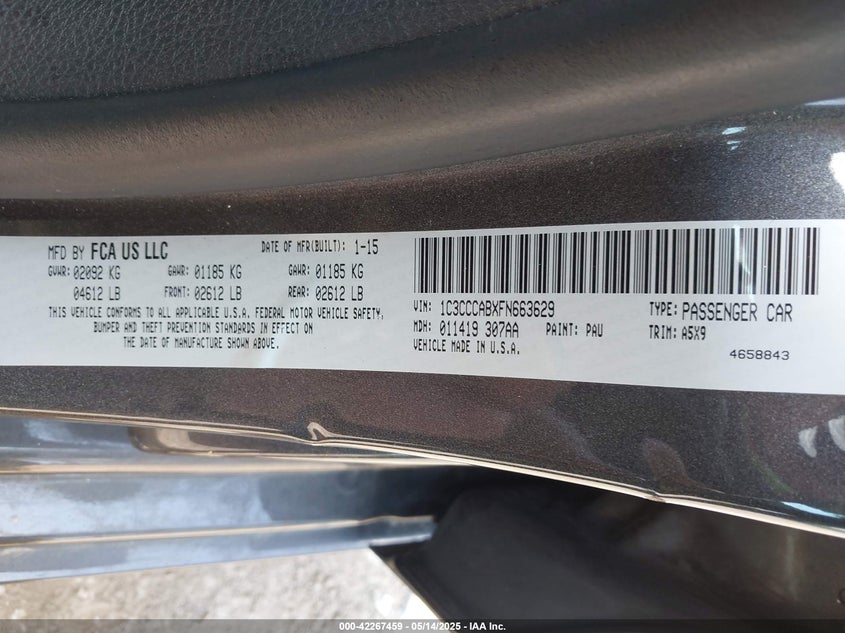 MFD BY FCA US LLC DATE OF MFR(BUILT): 1-15
GVWR: 02092 KG GAWR: 01185 KG GAWR: 01185 KG
04612 LB FRONT: 02612 LB REAR: 02612 LB
THIS VEHICLE CONFORMS TO ALL APPLICABLE U.S.A. FEDERAL MOTOR VEHICLE SAFETY,
BUMPER AND THEFT PREVENTION STANDARDS IN EFFECT ON
THE DATE OF MANUFACTURE SHOWN ABOVE.
VIN: 1C3CCCABXFN663629 TYPE: PASSENGER CAR
MDH: 011419 307AA PAINT: PAU TRIM: A5X9
VEHICLE MADE IN U.S.A.
4658843
000-42267459 — 05/14/2025 — IAA Inc.